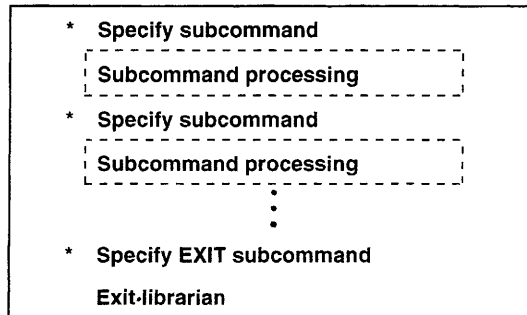 * Specify subcommand
Subcommand processing
* Specify subcommand
Subcommand processing
* Specify EXIT subcommand
Exit-librarian